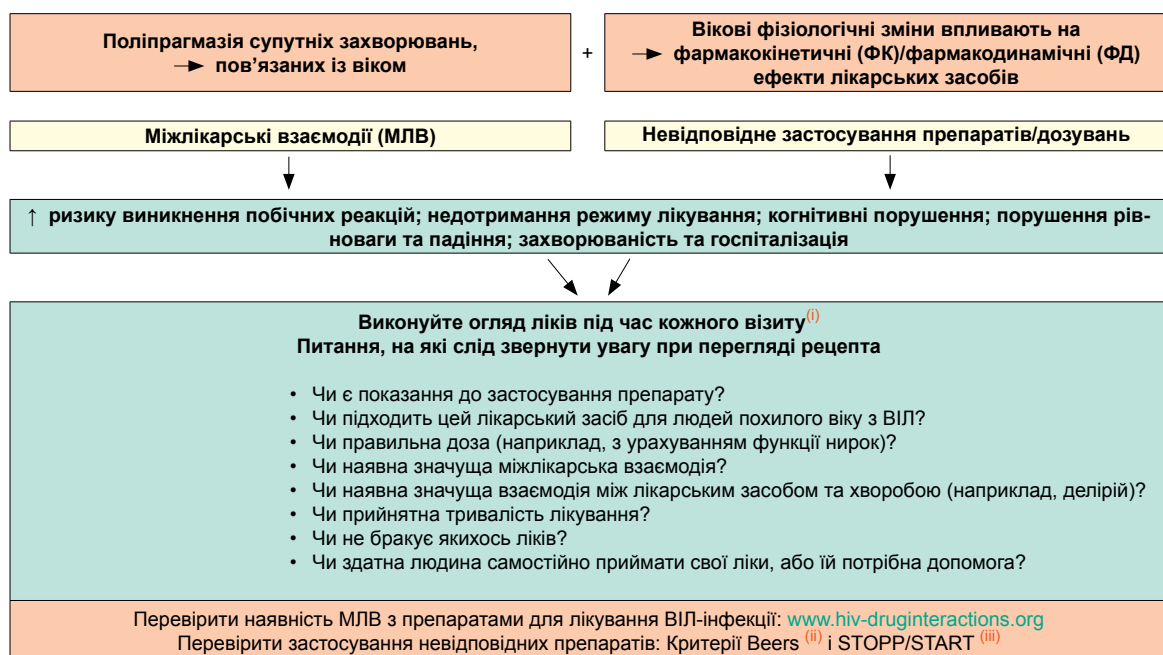 Поліпрагмазія супутніх захворювань,
→ пов’язаних із віком
+
Вікові фізіологічні зміни впливають на
→ фармакокінетичні (ФК)/фармакодинамічні (ФД)
ефекти лікарських засобів
Міжлікарські взаємодії (МЛВ)
Невідповідне застосування препаратів/дозувань
↑ ризику виникнення побічних реакцій; недотримання режиму лікування; когнітивні порушення; порушення рів-
новаги та падіння; захворюваність та госпіталізація
Виконуйте огляд ліків під час кожного візиту(i)
Питання, на які слід звернути увагу при перегляді рецепта
• Чи є показання до застосування препарату?
• Чи підходить цей лікарський засіб для людей похилого віку з ВІЛ?
• Чи правильна доза (наприклад, з урахуванням функції нирок)?
• Чи наявна значуща міжлікарська взаємодія?
• Чи наявна значуща взаємодія між лікарським засобом та хворобою (наприклад, делірій)?
• Чи прийнятна тривалість лікування?
• Чи не бракує якихось ліків?
• Чи здатна людина самостійно приймати свої ліки, або їй потрібна допомога?
Перевірити наявність МЛВ з препаратами для лікування ВІЛ-інфекції: www.hiv-druginteractions.org
Перевірити застосування невідповідних препаратів: Критерії Beers (ii) і STOPP/START (iii)